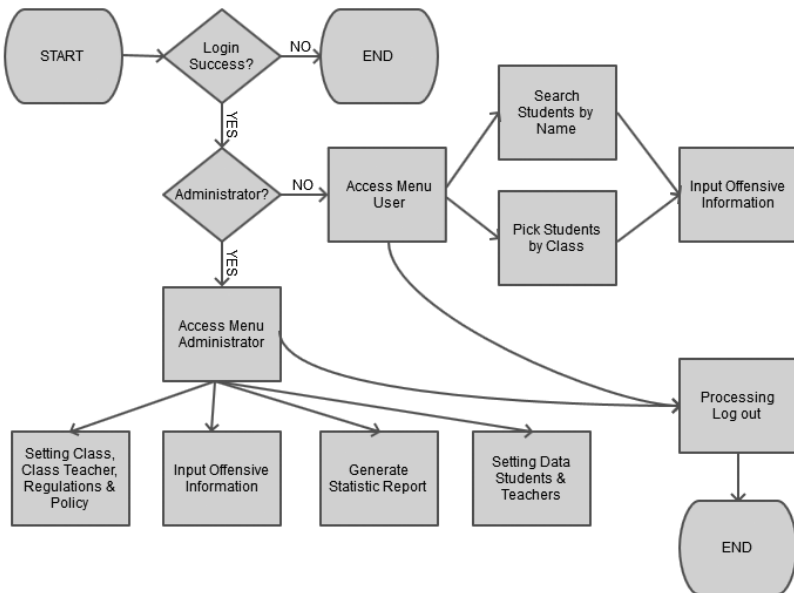 START
Login
Success?
NO
END
YES
Administrator?
NO
Access Menu
User
Search
Students by
Name
Pick Students
by Class
Input Offensive
Information
YES
Access Menu
Administrator
Setting Class,
Class Teacher,
Regulations &
Policy
Input Offensive
Information
Generate
Statistic Report
Setting Data
Students &
Teachers
Processing
Log out
END